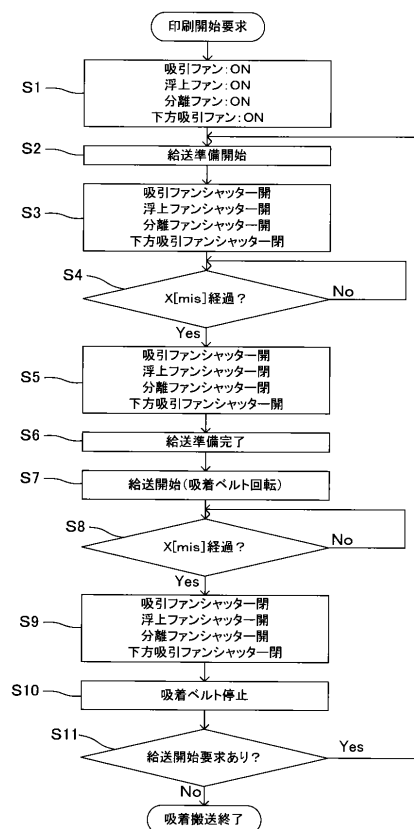 印刷開始要求
S1
吸引ファン:ON
浮上ファン:ON
分離ファン:ON
下方吸引ファン:ON
S2
給送準備開始
S3
吸引ファンシャッター開
浮上ファンシャッター開
分離ファンシャッター開
下方吸引ファンシャッター閉
S4
X[mis]経過?
No
Yes
S5
吸引ファンシャッター開
浮上ファンシャッター閉
分離ファンシャッター閉
下方吸引ファンシャッター開
S6
給送準備完了
S7
給送開始(吸着ベルト回転)
S8
X[mis]経過?
No
Yes
S9
吸引ファンシャッター閉
浮上ファンシャッター開
分離ファンシャッター開
下方吸引ファンシャッター閉
S10
吸着ベルト停止
S11
給送開始要求あり?
Yes
No
吸着搬送終了